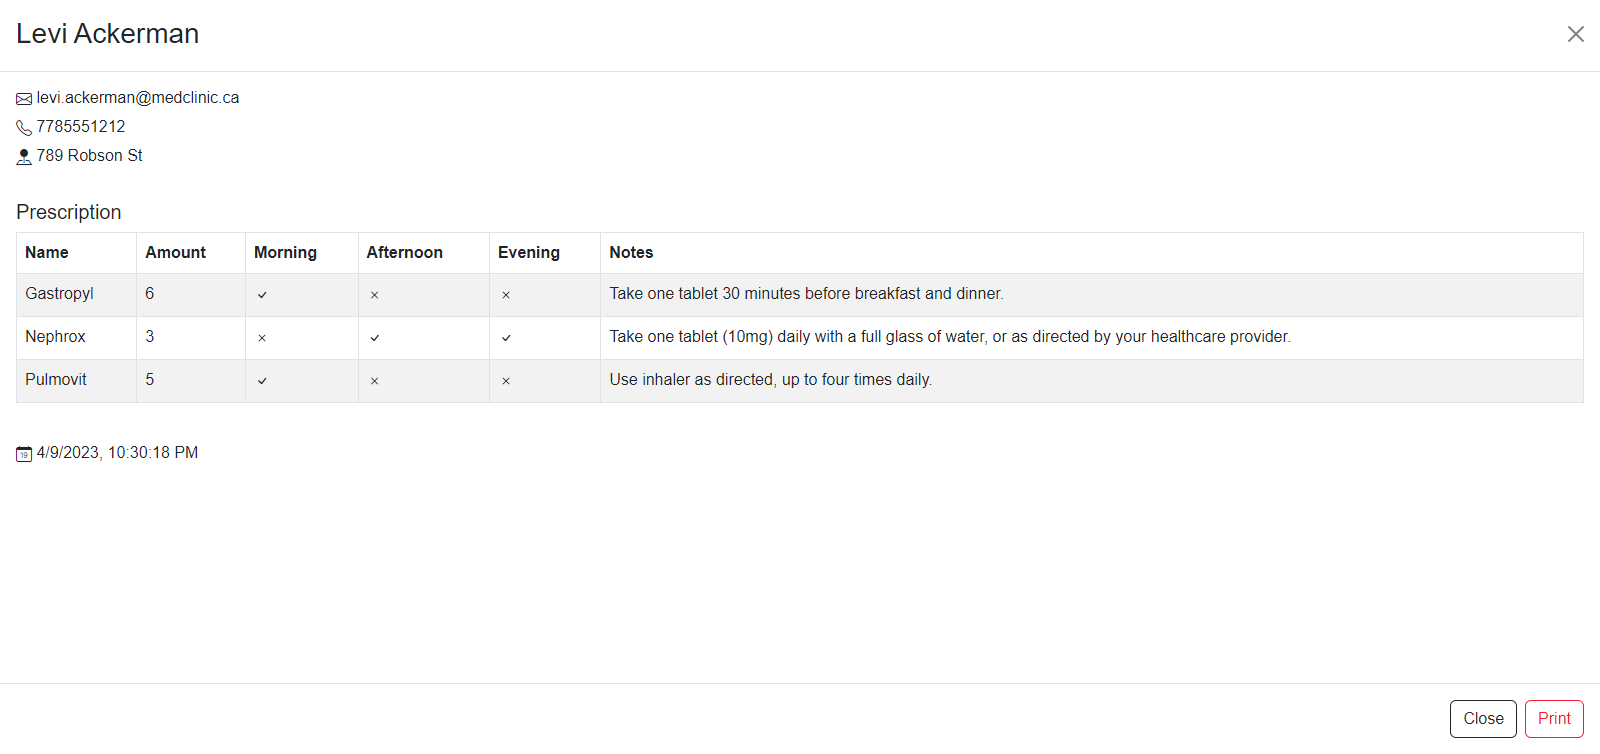 Levi Ackerman
levi.ackerman@medclinic.ca
7785551212
789 Robson St
Prescription
Name Amount Morning Afternoon Evening Notes
Gastropyl 6 ✓ × × Take one tablet 30 minutes before breakfast and dinner.
Nephrox 3 × ✓ ✓ Take one tablet (10mg) daily with a full glass of water, or as directed by your healthcare provider.
Pulmovit 5 ✓ × × Use inhaler as directed, up to four times daily.
19 4/9/2023, 10:30:18 PM
Close Print